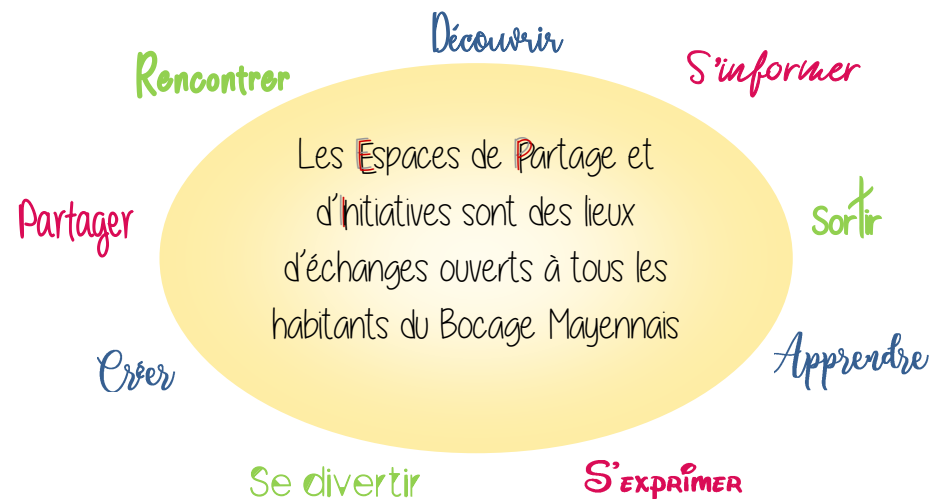 Découvrir
Rencontrer
S'informer
Les Espaces de Partage et
d'Initiatives sont des lieux
d'échanges ouverts à tous les
habitants du Bocage Mayennais
Partager
Sortir
Créer
Apprendre
Se divertir
S'exprimer